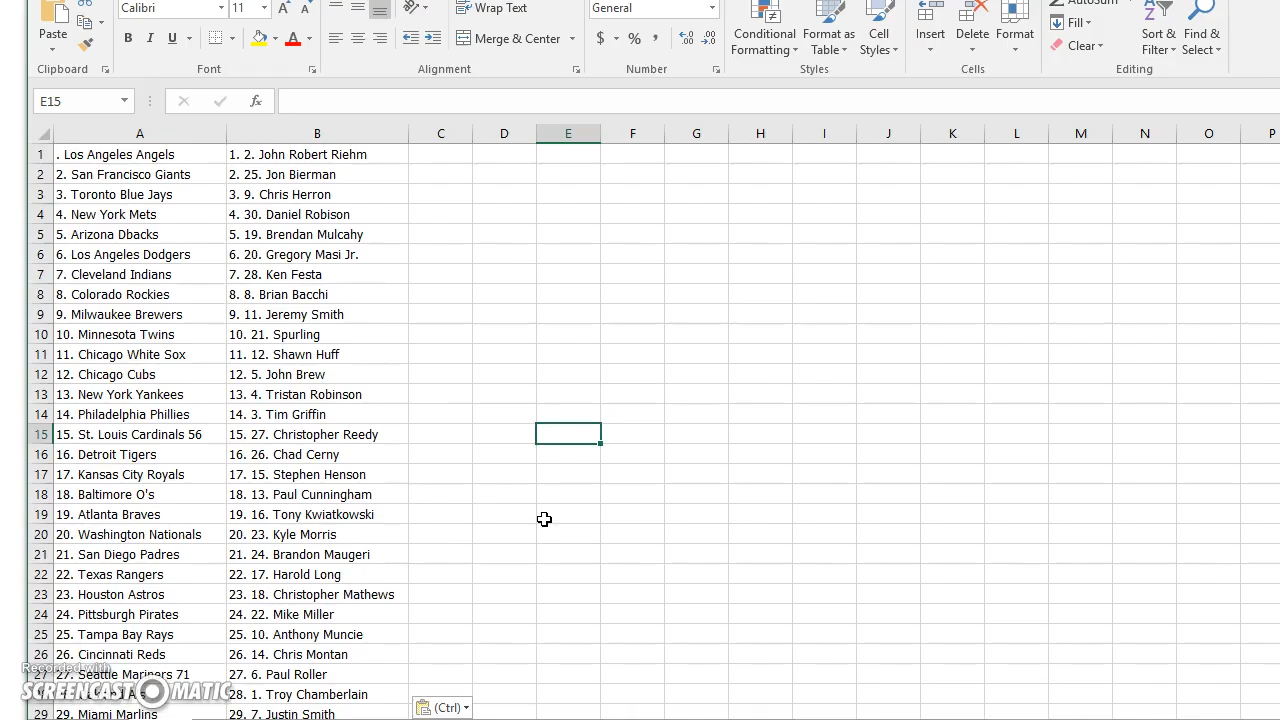 Calibri 11 A A Wrap Text General AutoSum
Paste B I U A Merge & Center $ % , Conditional Formatting Format as Table Cell Styles Insert Delete Format Fill Clear Sort & Filter Find & Select
Clipboard Font Alignment Number Styles Cells Editing
E15 fx
A B C D E F G H I J K L M N O P
1 . Los Angeles Angels 1. 2. John Robert Riehm
2 2. San Francisco Giants 2. 25. Jon Bierman
3 3. Toronto Blue Jays 3. 9. Chris Herron
4 4. New York Mets 4. 30. Daniel Robison
5 5. Arizona Dbacks 5. 19. Brendan Mulcahy
6 6. Los Angeles Dodgers 6. 20. Gregory Masi Jr.
7 7. Cleveland Indians 7. 28. Ken Festa
8 8. Colorado Rockies 8. 8. Brian Bacchi
9 9. Milwaukee Brewers 9. 11. Jeremy Smith
10 10. Minnesota Twins 10. 21. Spurling
11 11. Chicago White Sox 11. 12. Shawn Huff
12 12. Chicago Cubs 12. 5. John Brew
13 13. New York Yankees 13. 4. Tristan Robinson
14 14. Philadelphia Phillies 14. 3. Tim Griffin
15 15. St. Louis Cardinals 56 15. 27. Christopher Reedy
16 16. Detroit Tigers 16. 26. Chad Cerny
17 17. Kansas City Royals 17. 15. Stephen Henson
18 18. Baltimore O's 18. 13. Paul Cunningham
19 19. Atlanta Braves 19. 16. Tony Kwiatkowski
20 20. Washington Nationals 20. 23. Kyle Morris
21 21. San Diego Padres 21. 24. Brandon Maugeri
22 22. Texas Rangers 22. 17. Harold Long
23 23. Houston Astros 23. 18. Christopher Mathews
24 24. Pittsburgh Pirates 24. 22. Mike Miller
25 25. Tampa Bay Rays 25. 10. Anthony Muncie
26 26. Cincinnati Reds 26. 14. Chris Montan
27 27. Seattle Mariners 71 27. 6. Paul Roller
28. 1. Troy Chamberlain
29 29. Miami Marlins 29. 7. Justin Smith
(Ctrl)
Recorded with
SCREENCAST MATIC